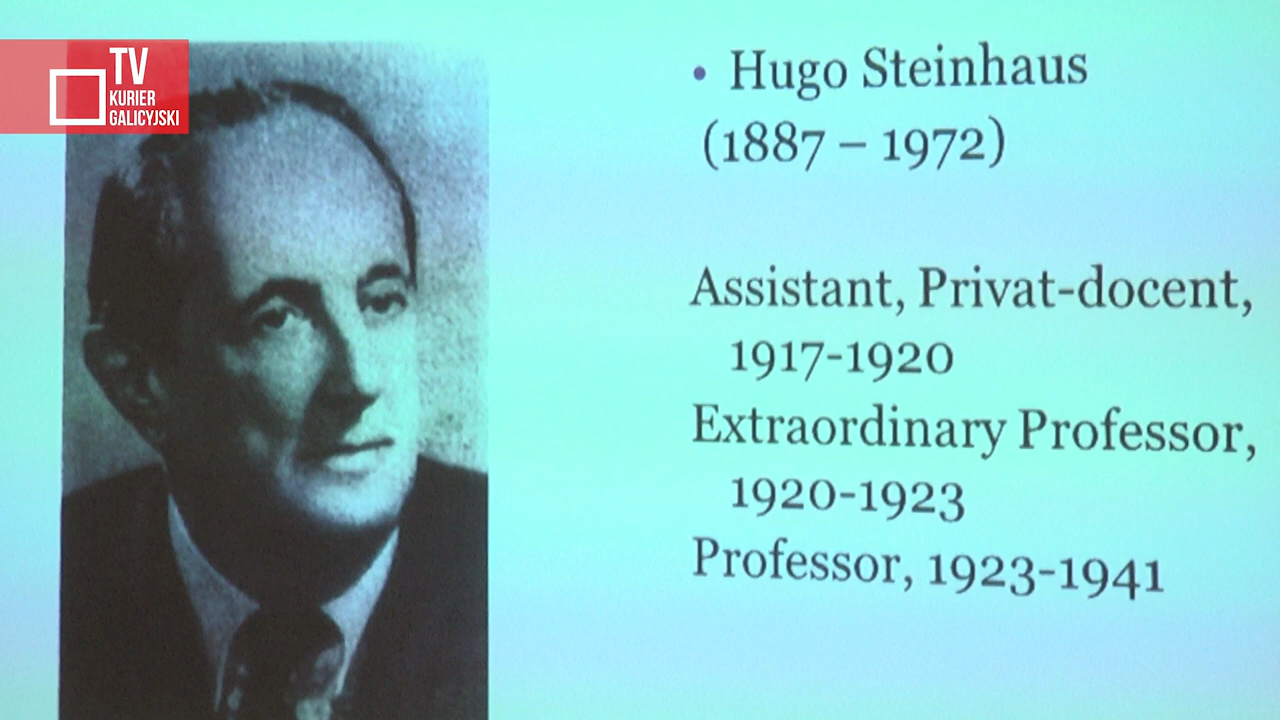 TV
KURIER
GALICYJSKI
• Hugo Steinhaus
(1887 – 1972)
Assistant, Privat-docent,
1917-1920
Extraordinary Professor,
1920-1923
Professor, 1923-1941